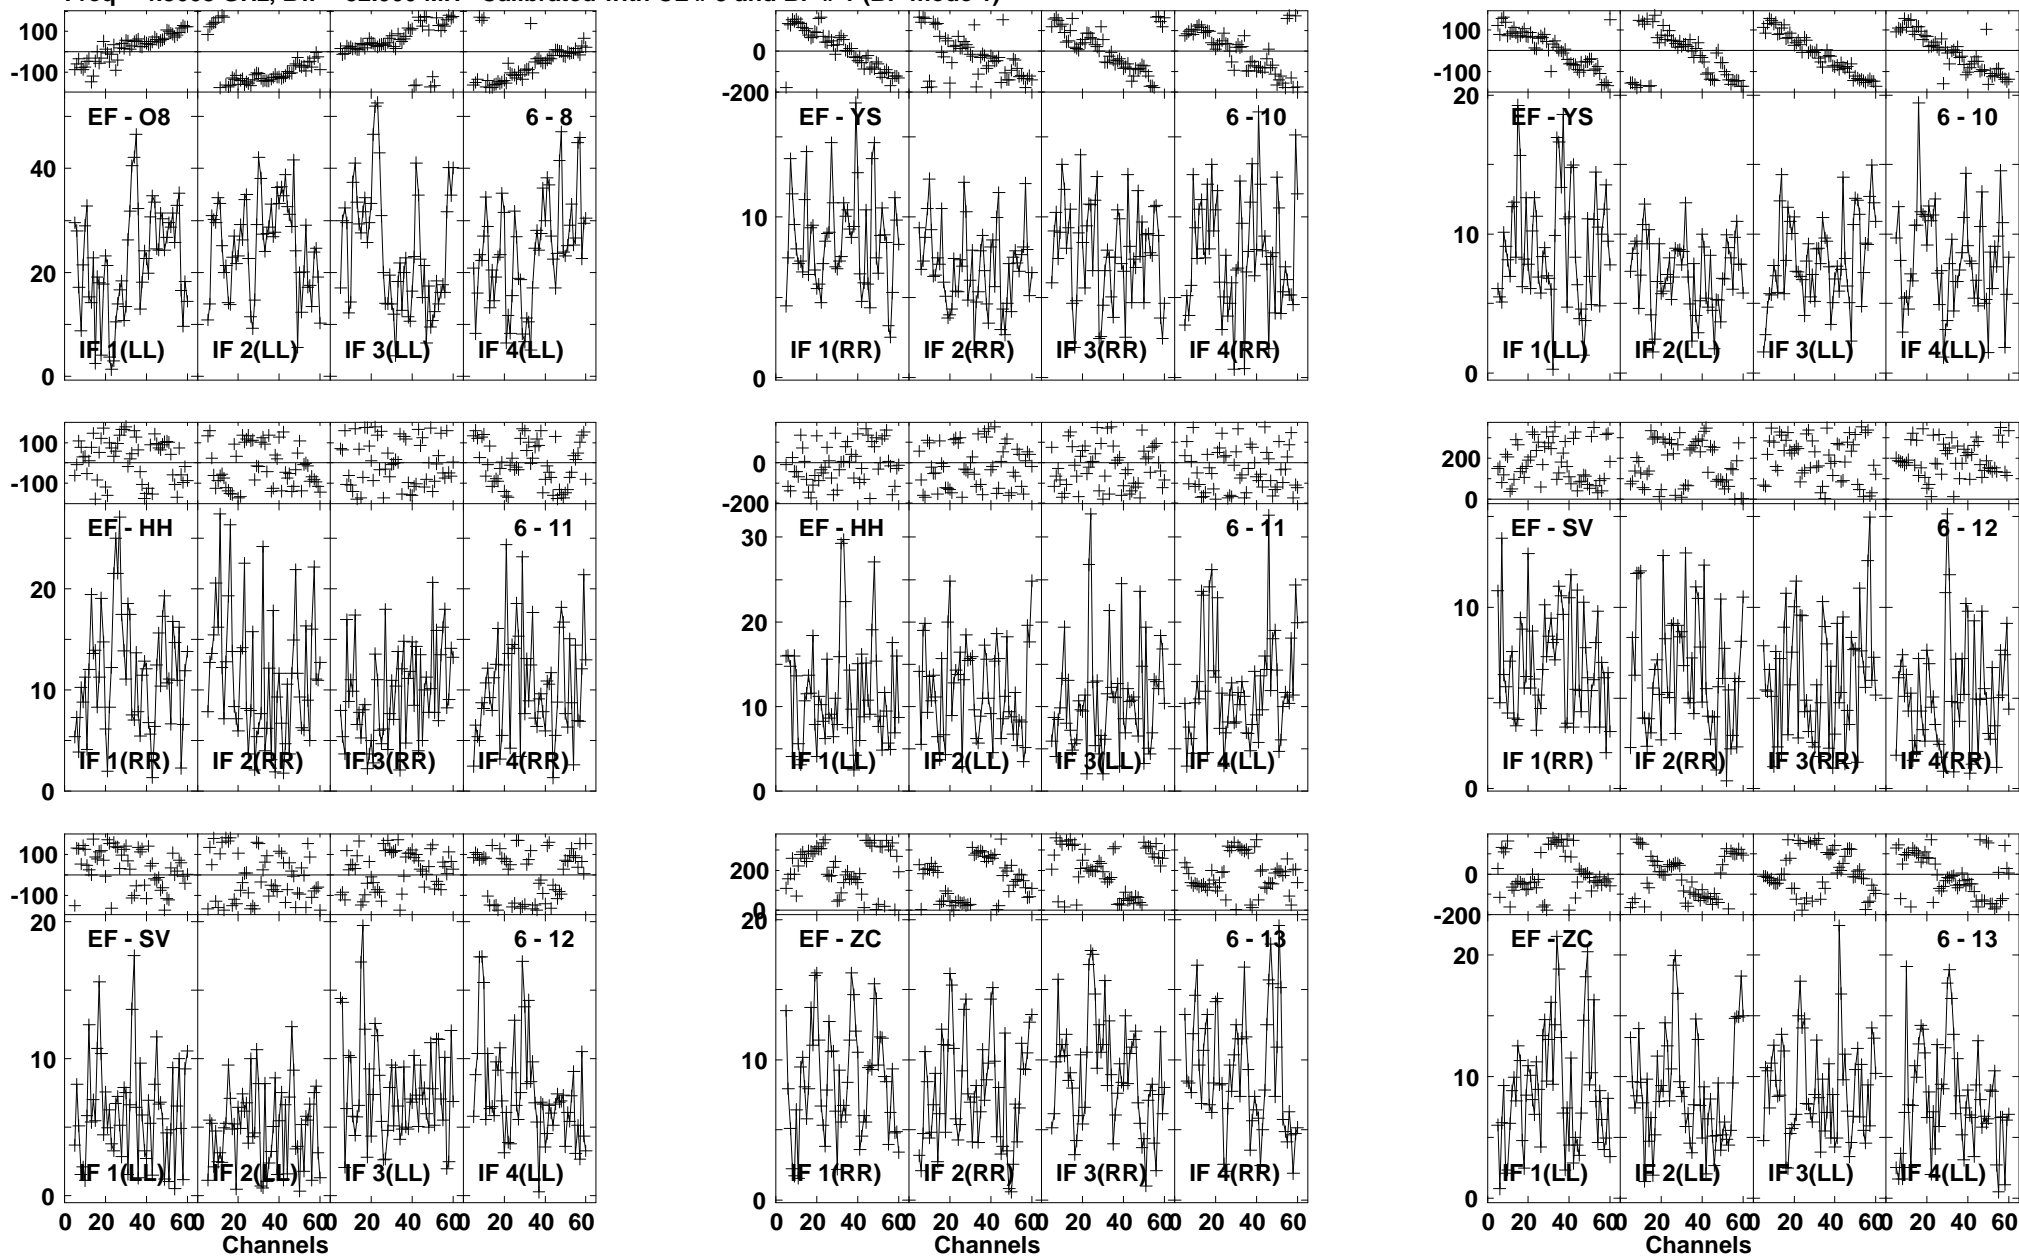 100
-100
EF - O8
6 - 8
40
20
0
IF 1(LL)
IF 2(LL)
IF 3(LL)
IF 4(LL)
0
-200
EF - YS
6 - 10
10
0
IF 1(RR)
IF 2(RR)
IF 3(RR)
IF 4(RR)
100
-100
20
EF - YS
6 - 10
10
0
IF 1(LL)
IF 2(LL)
IF 3(LL)
IF 4(LL)
100
-100
EF - HH
6 - 11
20
10
0
IF 1(RR)
IF 2(RR)
IF 3(RR)
IF 4(RR)
0
-200
30
EF - HH
6 - 11
20
10
0
IF 1(LL)
IF 2(LL)
IF 3(LL)
IF 4(LL)
200
0
EF - SV
6 - 12
10
0
IF 1(RR)
IF 2(RR)
IF 3(RR)
IF 4(RR)
100
-100
20
EF - SV
6 - 12
10
0
IF 1(LL)
IF 2(LL)
IF 3(LL)
IF 4(LL)
0 20 40 60 0 20 40 60 0 20 40 60 0 20 40 60
Channels
200
0
20
EF - ZC
6 - 13
15
10
5
0
IF 1(RR)
IF 2(RR)
IF 3(RR)
IF 4(RR)
0 20 40 60 0 20 40 60 0 20 40 60 0 20 40 60
Channels
0
-200
EF - ZC
6 - 13
20
10
0
IF 1(LL)
IF 2(LL)
IF 3(LL)
IF 4(LL)
0 20 40 60 0 20 40 60 0 20 40 60 0 20 40 60
Channels